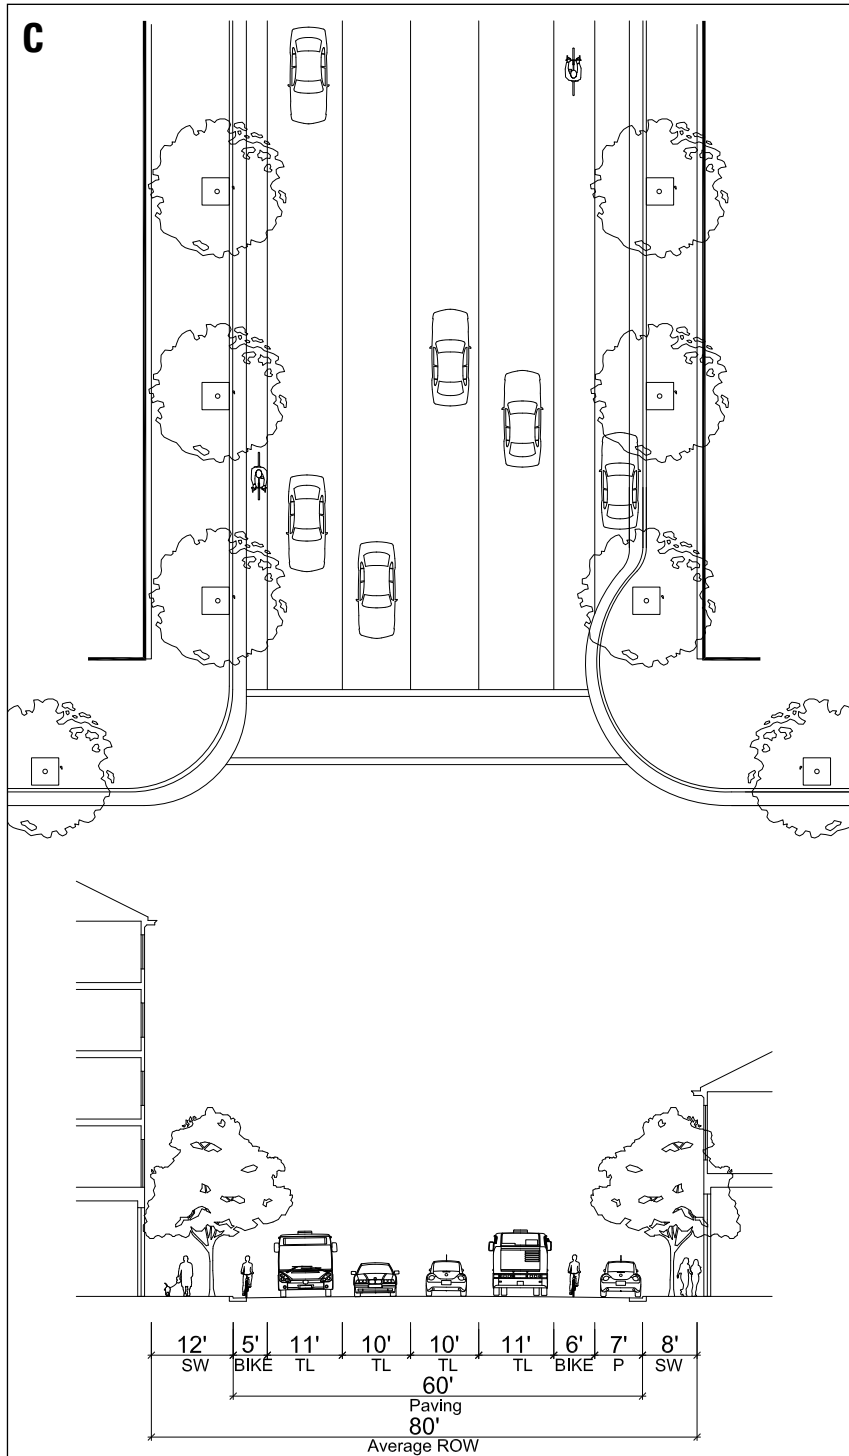 C
12' 5' 11' 10' 10' 11' 6' 7' 8'
SW BIKE TL TL TL TL BIKE P SW
60'
Paving
80'
Average ROW